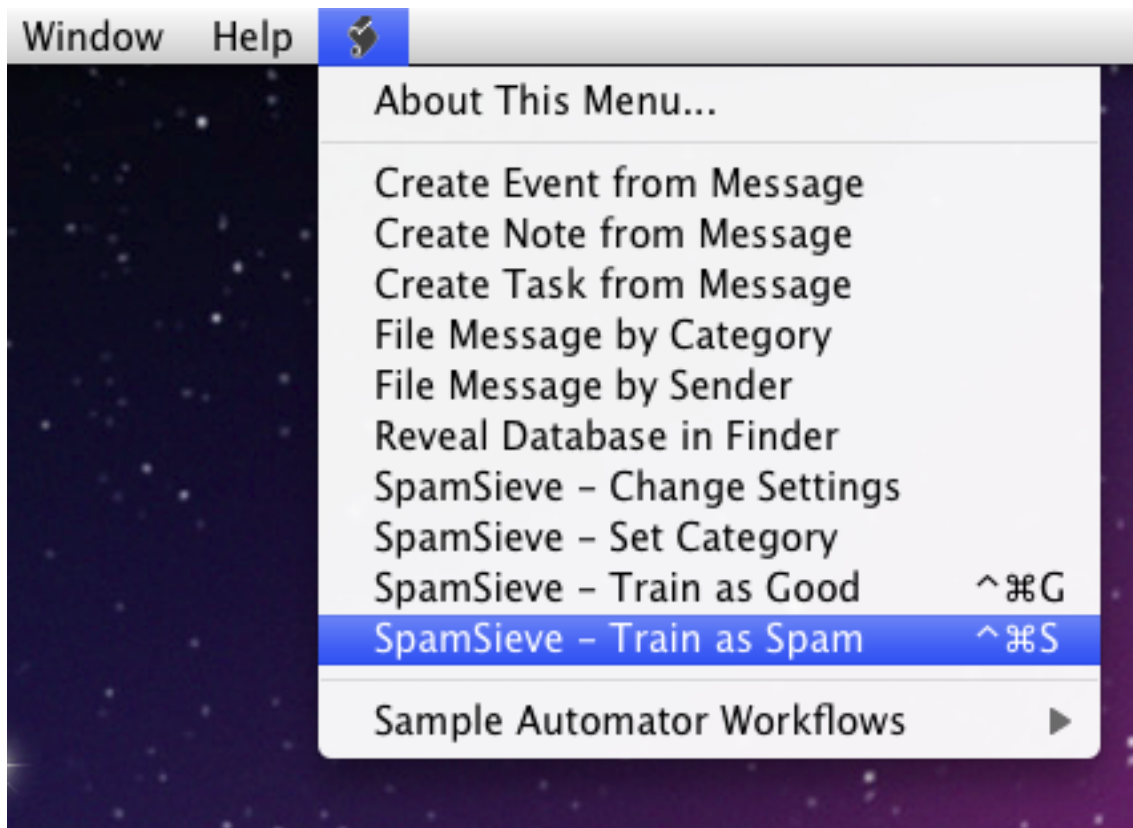 Window Help
About This Menu...
Create Event from Message
Create Note from Message
Create Task from Message
File Message by Category
File Message by Sender
Reveal Database in Finder
SpamSieve – Change Settings
SpamSieve – Set Category
SpamSieve – Train as Good ^⌘G
SpamSieve – Train as Spam ^⌘S
Sample Automator Workflows